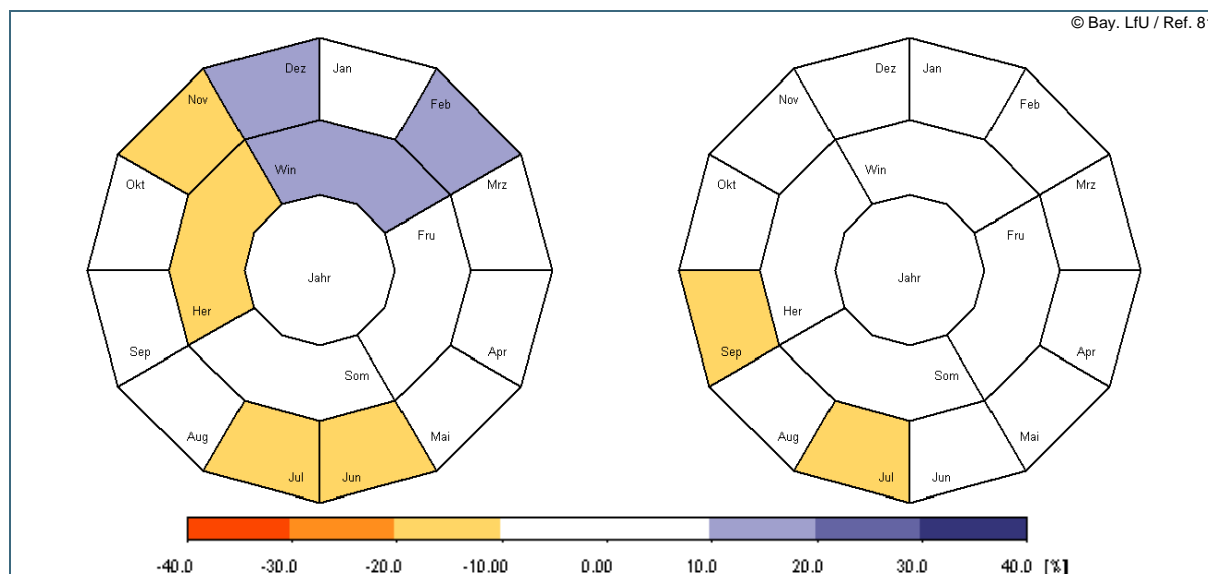 © Bay. LfU / Ref. 81
Dez Jan
Nov Feb
Win
Okt Mrz
Fru
Jahr
Her
Sep Apr
Som
Aug Mai
Jul Jun
Dez Jan
Nov Feb
Win
Okt Mrz
Fru
Jahr
Her
Sep Apr
Som
Aug Mai
Jul Jun
-40.0 -30.0 -20.0 -10.00 0.00 10.0 20.0 30.0 40.0 [%]